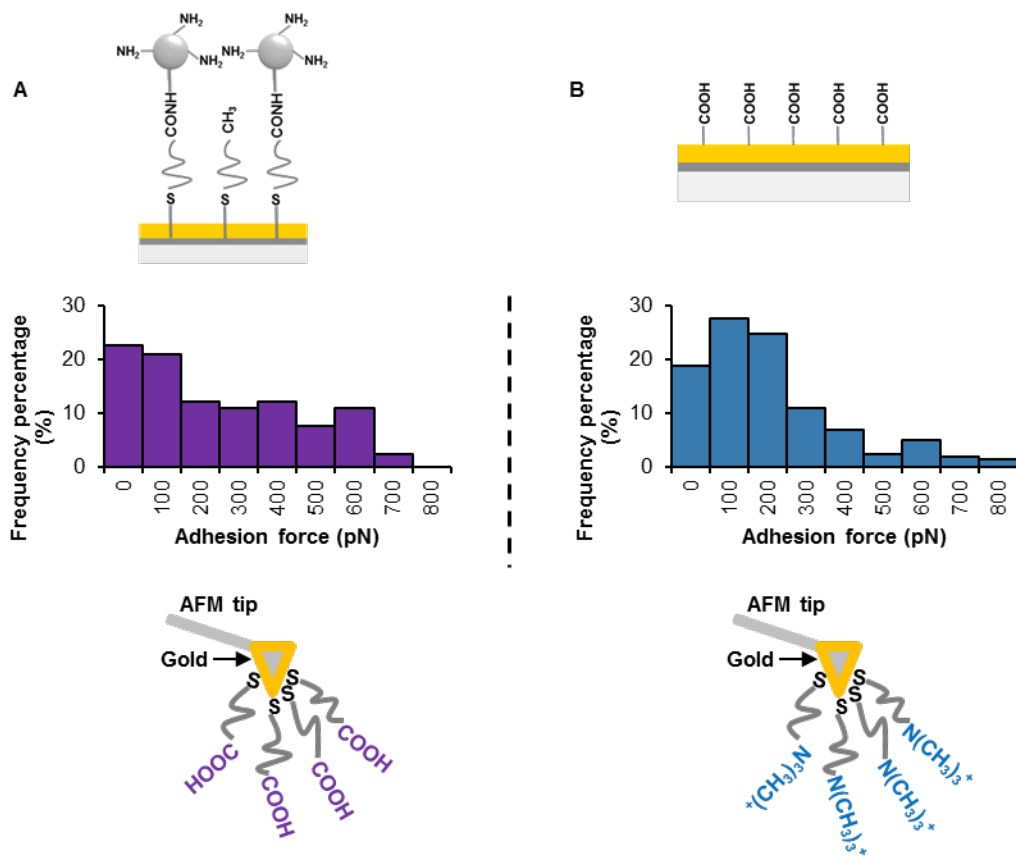 A
NH₂ NH₂
NH₂ NH₂ NH₂ NH₂
CONH CH₃ CONH
S S S
B
COOH COOH COOH COOH COOH
Frequency percentage
(%)
30
20
10
0
0 100 200 300 400 500 600 700 800
Adhesion force (pN)
Frequency percentage
(%)
30
20
10
0
0 100 200 300 400 500 600 700 800
Adhesion force (pN)
AFM tip
Gold
S S S S
HOOC COOH COOH COOH
AFM tip
Gold
S S S S
⁺(CH₃)₃N N(CH₃)₃⁺ N(CH₃)₃⁺ N(CH₃)₃⁺